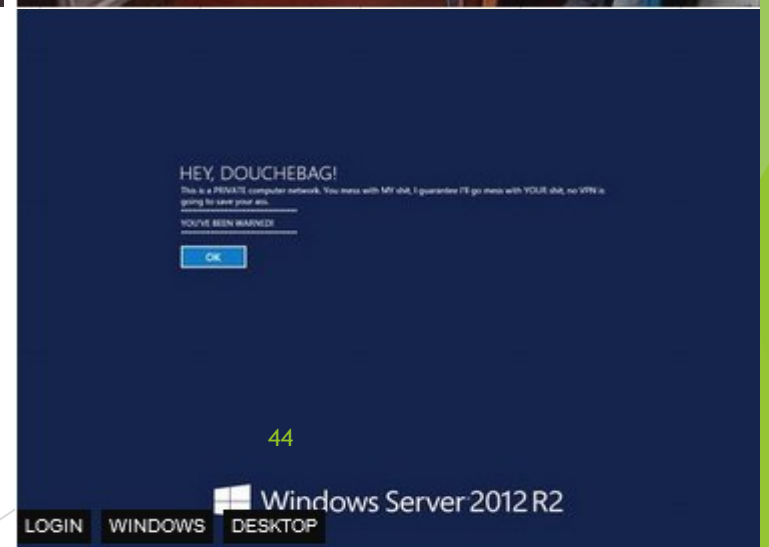 HEY, DOUCHEBAG!
This is a PRIVATE computer network. You mess with MY shit, I guarantee I'll go mess with YOUR shit, no VPN is
going to save your ass.
YOU'VE BEEN WARNED!
OK
44
Windows Server 2012 R2
LOGIN WINDOWS DESKTOP